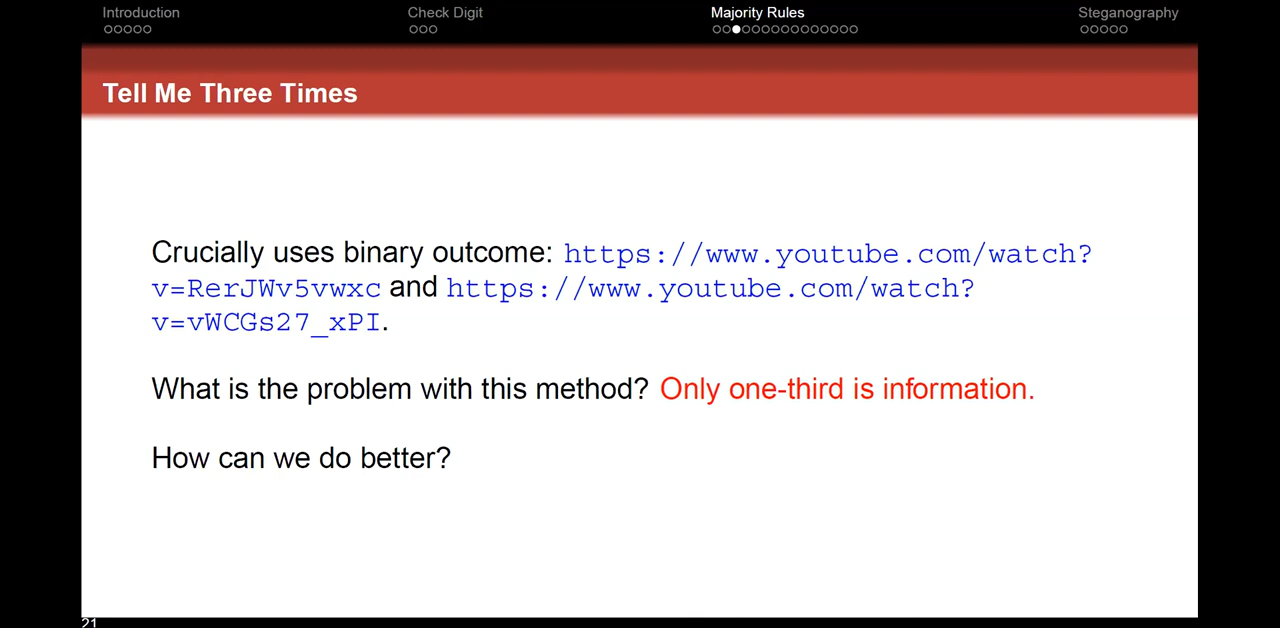 Introduction
Check Digit
Majority Rules
Steganography
Tell Me Three Times
Crucially uses binary outcome: https://www.youtube.com/watch?
v=RerJWv5vwxc and https://www.youtube.com/watch?
v=vWCGs27_xPI.
What is the problem with this method? Only one-third is information.
How can we do better?
21